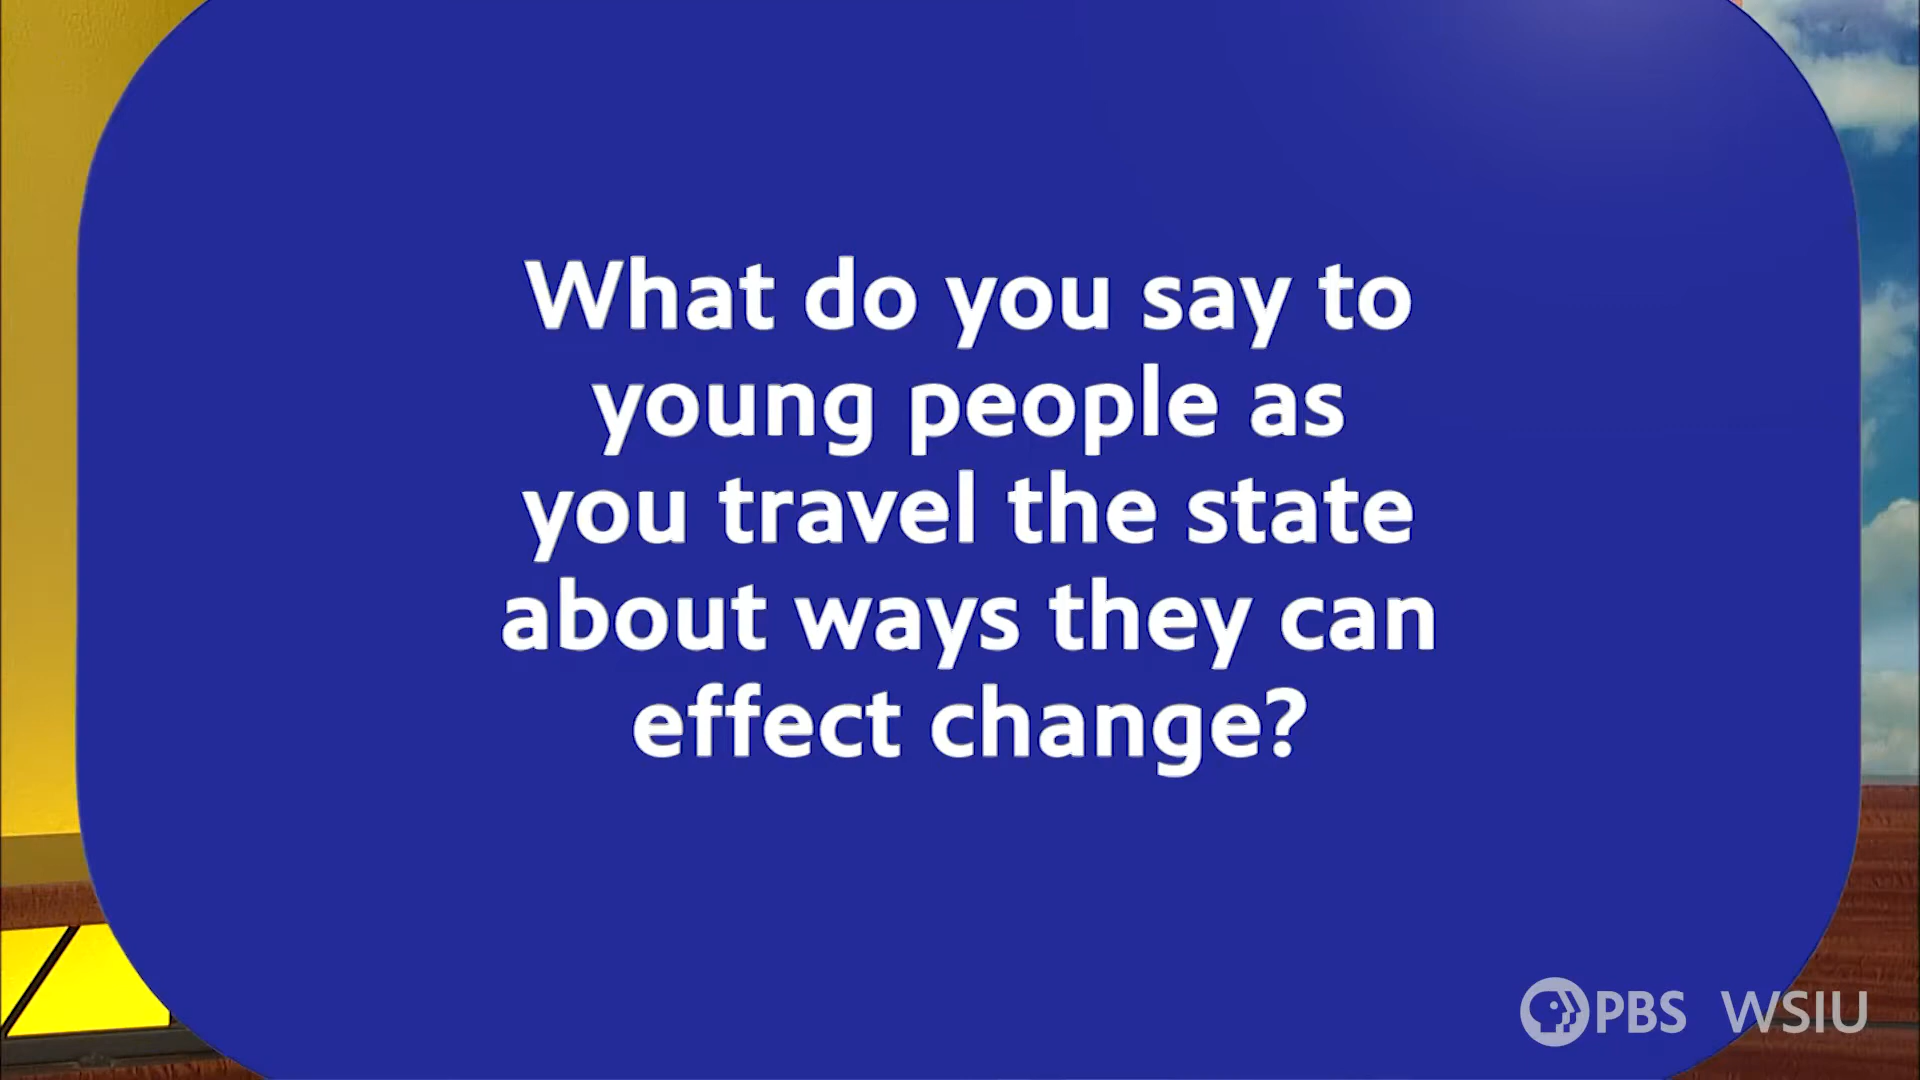 What do you say to
young people as
you travel the state
about ways they can
effect change?
PBS WSIU